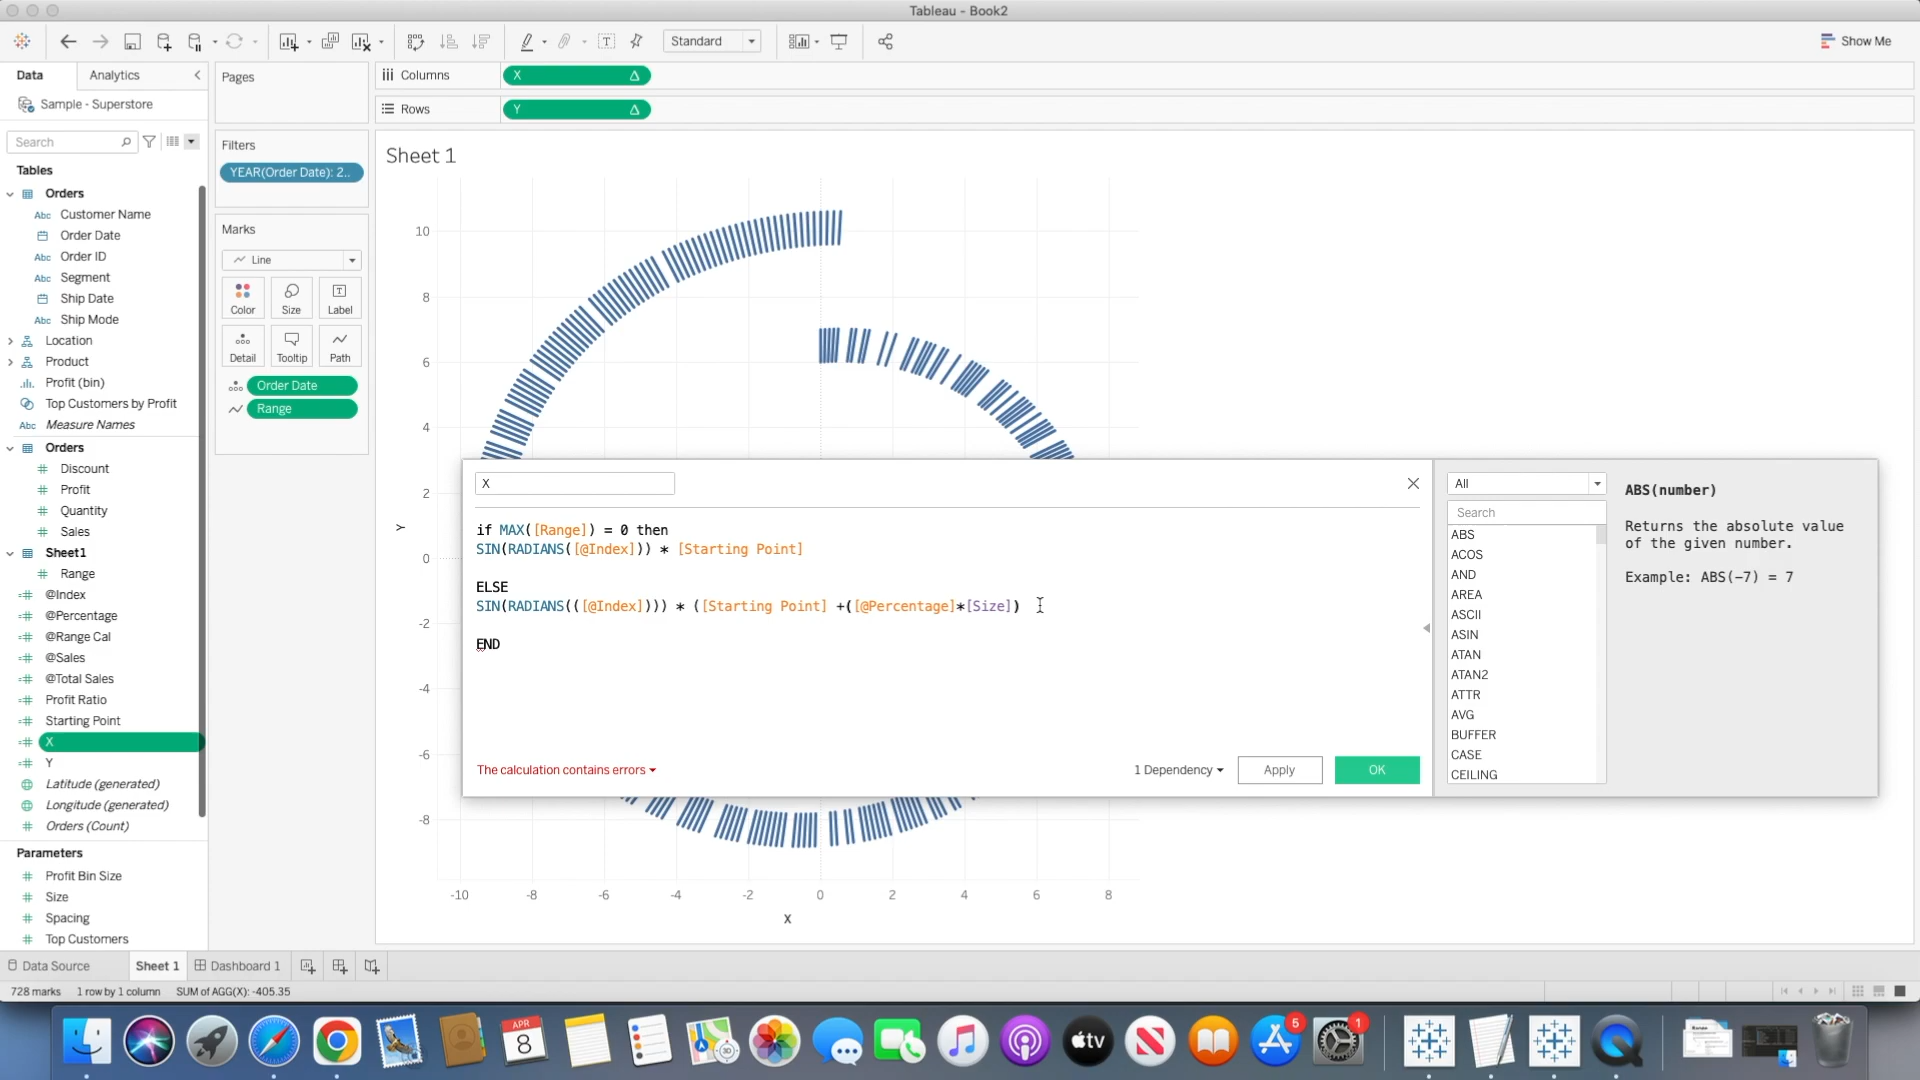 Tableau - Book2
Standard
Show Me
Data
Analytics
Pages
Columns
X
Sample - Superstore
Rows
Y
Search
Filters
YEAR(Order Date): 2..
Sheet 1
Tables
Orders
Abc Customer Name
Order Date
Abc Order ID
Abc Segment
Ship Date
Abc Ship Mode
Location
Product
Profit (bin)
Top Customers by Profit
Abc Measure Names
Orders
Discount
Profit
Quantity
Sales
Sheet1
Range
@Index
@Percentage
@Range Cal
@Sales
@Total Sales
Profit Ratio
Starting Point
X
Y
Latitude (generated)
Longitude (generated)
Orders (Count)
Parameters
Profit Bin Size
Size
Spacing
Top Customers
Marks
Line
Color
Size
Label
Detail
Tooltip
Path
Order Date
Range
10
8
6
4
2
0
-2
-4
-6
-8
Y
-10 -8 -6 -4 -2 0 2 4 6 8
X
X
if MAX([Range]) = 0 then
SIN(RADIANS([@Index])) * [Starting Point]
ELSE
SIN(RADIANS(([@Index]))) * ([Starting Point] +([@Percentage]*[Size])
END
The calculation contains errors
1 Dependency
Apply
OK
All
Search
ABS
ACOS
AND
AREA
ASCII
ASIN
ATAN
ATAN2
ATTR
AVG
BUFFER
CASE
CEILING
ABS(number)
Returns the absolute value
of the given number.
Example: ABS(-7) = 7
Data Source
Sheet 1
Dashboard 1
728 marks
1 row by 1 column
SUM of AGG(X): -405.35
APR
8
tv
5
1